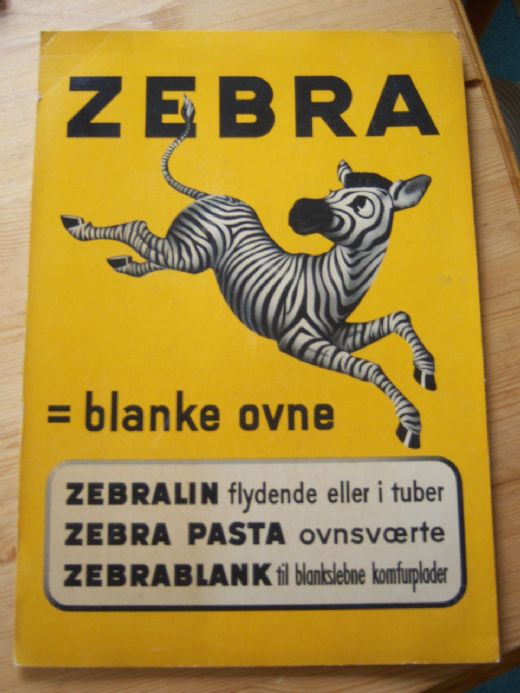 ZEBRA
= blanke ovne
ZEBRALIN flydende eller i tuber
ZEBRA PASTA ovnsværte
ZEBRABLANK til blankslebne komfurplader